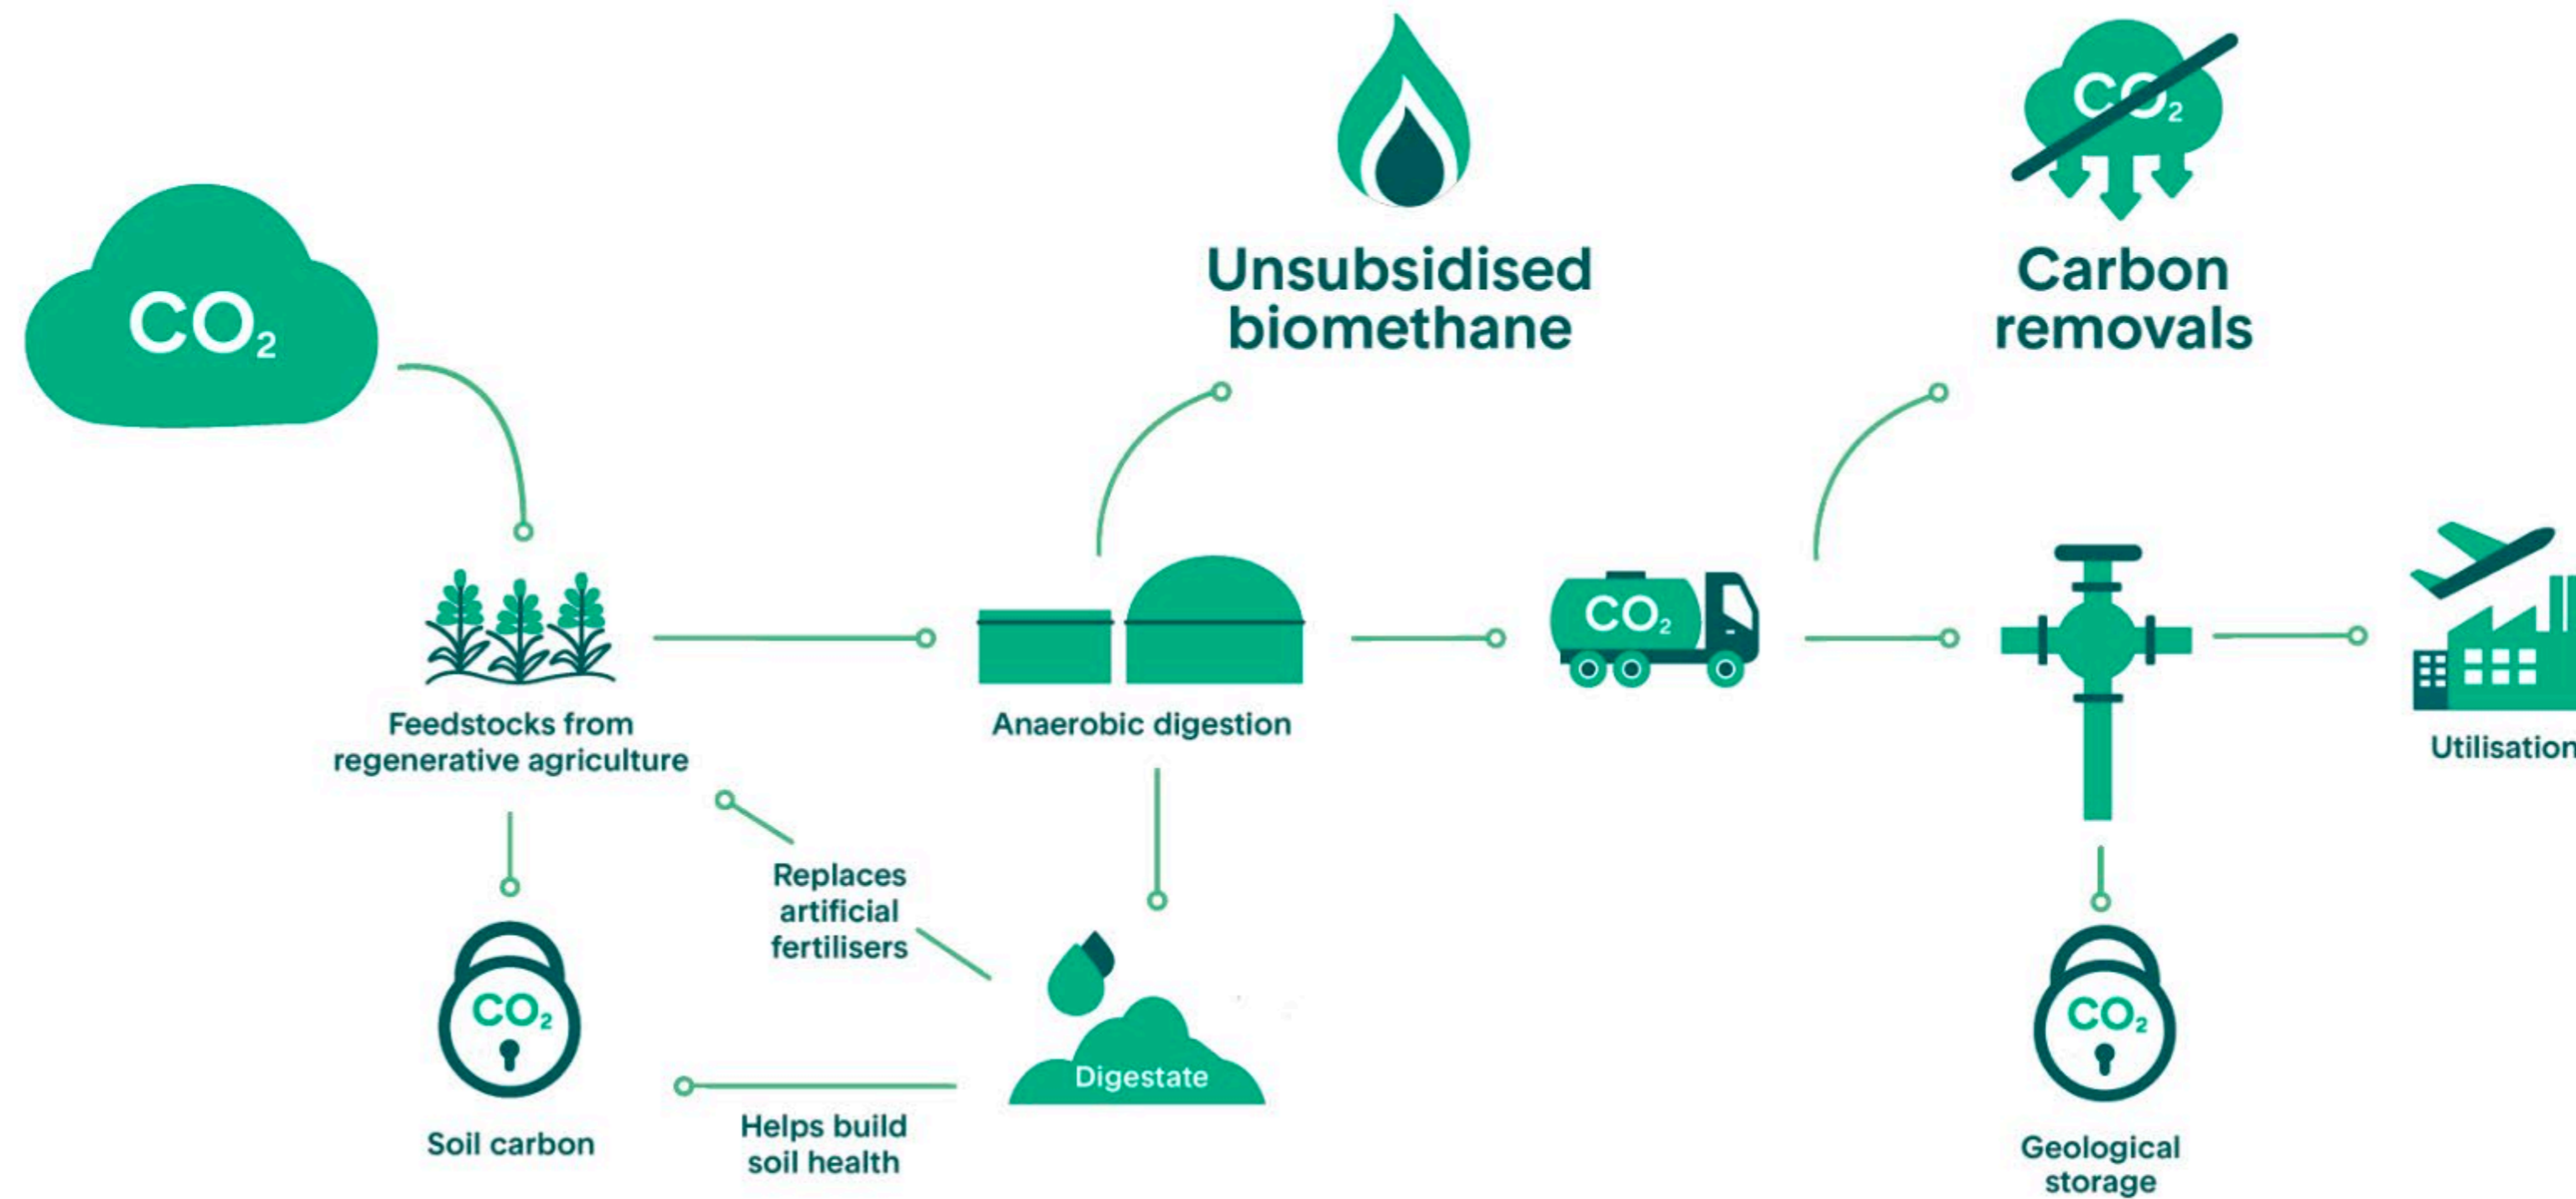 CO₂
Unsubsidised
biomethane
CO₂
Carbon
removals
Feedstocks from
regenerative agriculture
Anaerobic digestion
CO₂
Utilisation
Replaces
artificial
fertilisers
CO₂
Soil carbon
Helps build
soil health
Digestate
CO₂
Geological
storage